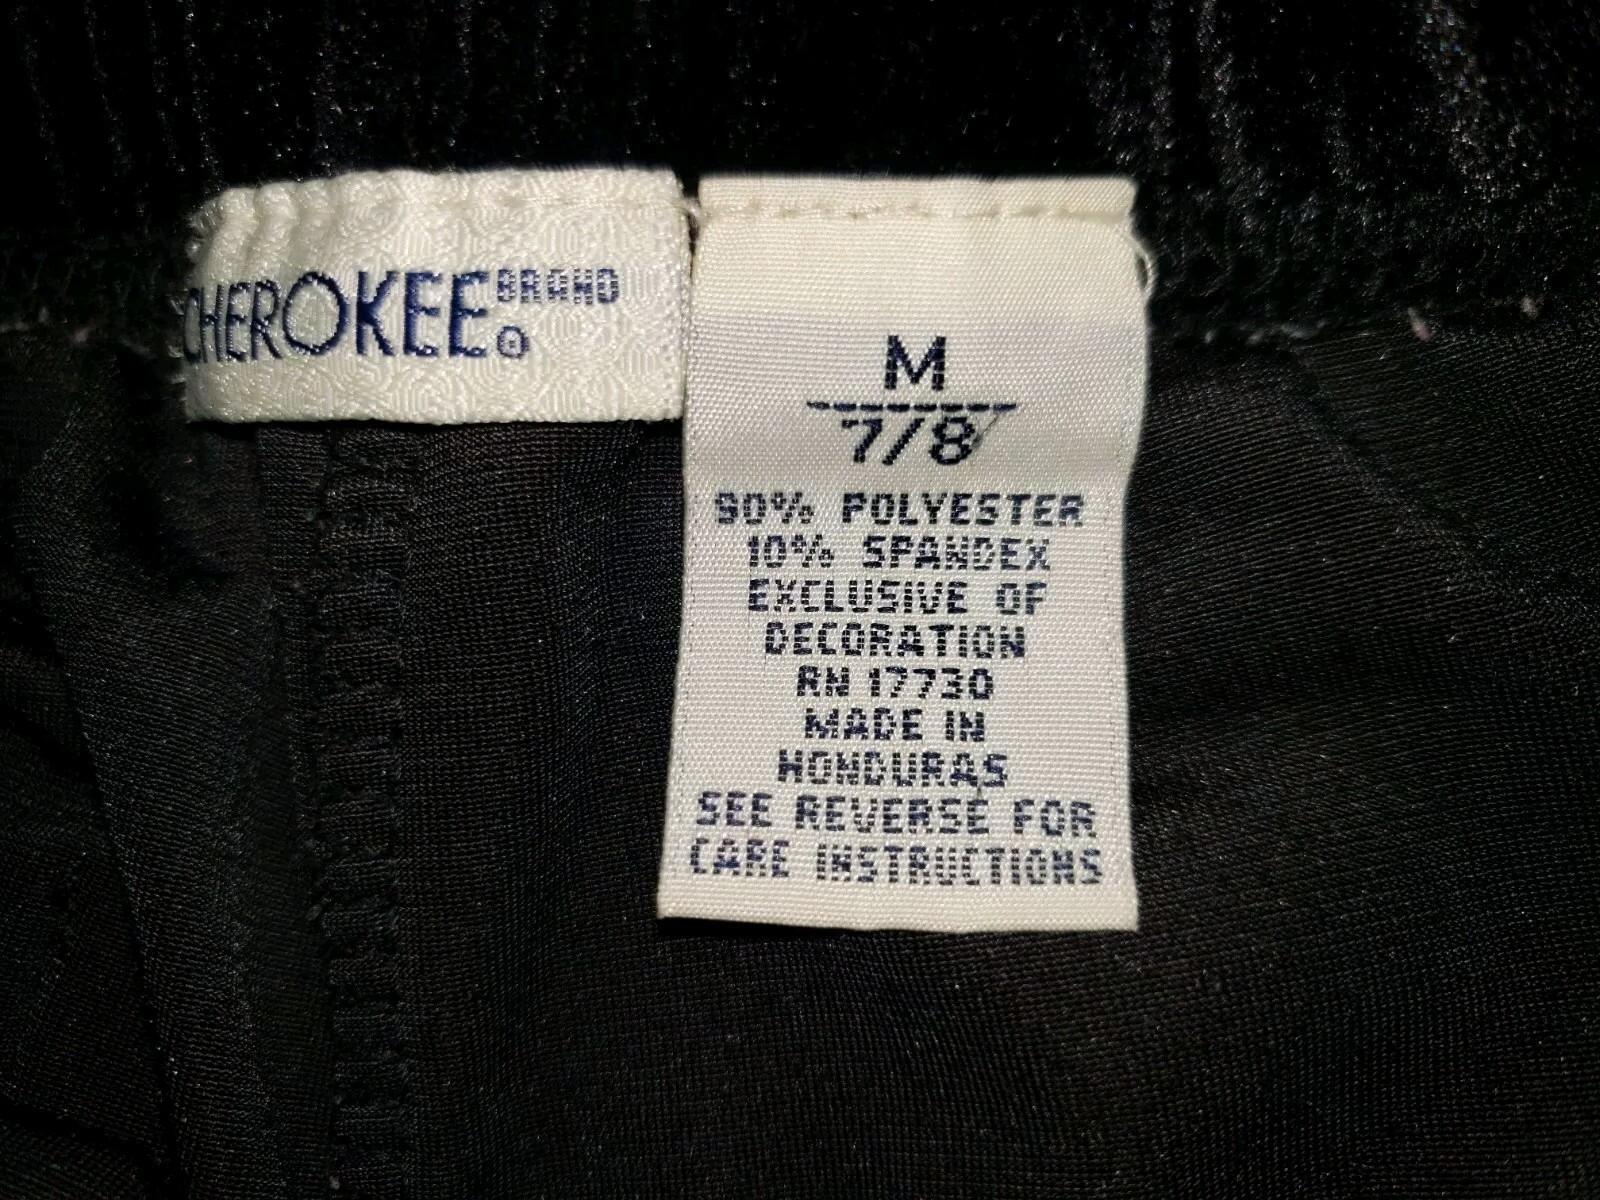 CHEROKEE BRAND ®
M
7/8
90% POLYESTER
10% SPANDEX
EXCLUSIVE OF
DECORATION
RN 17730
MADE IN
HONDURAS
SEE REVERSE FOR
CARE INSTRUCTIONS